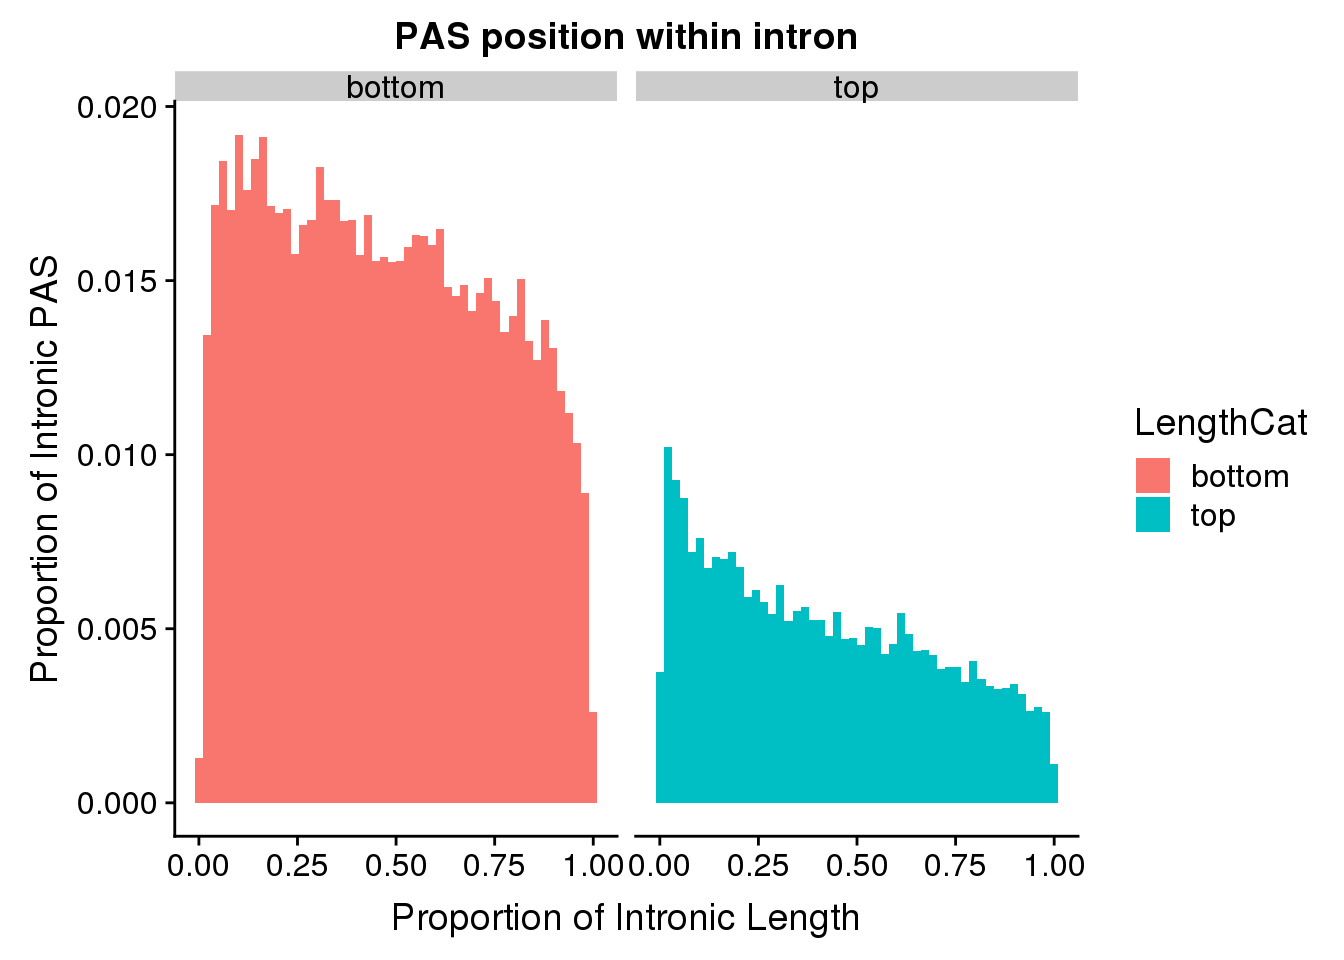 PAS position within intron
bottom
top
0.020
0.015
0.010
0.005
0.000
Proportion of Intronic PAS
0.00 0.25 0.50 0.75 1.00
0.00 0.25 0.50 0.75 1.00
Proportion of Intronic Length
LengthCat
bottom
top